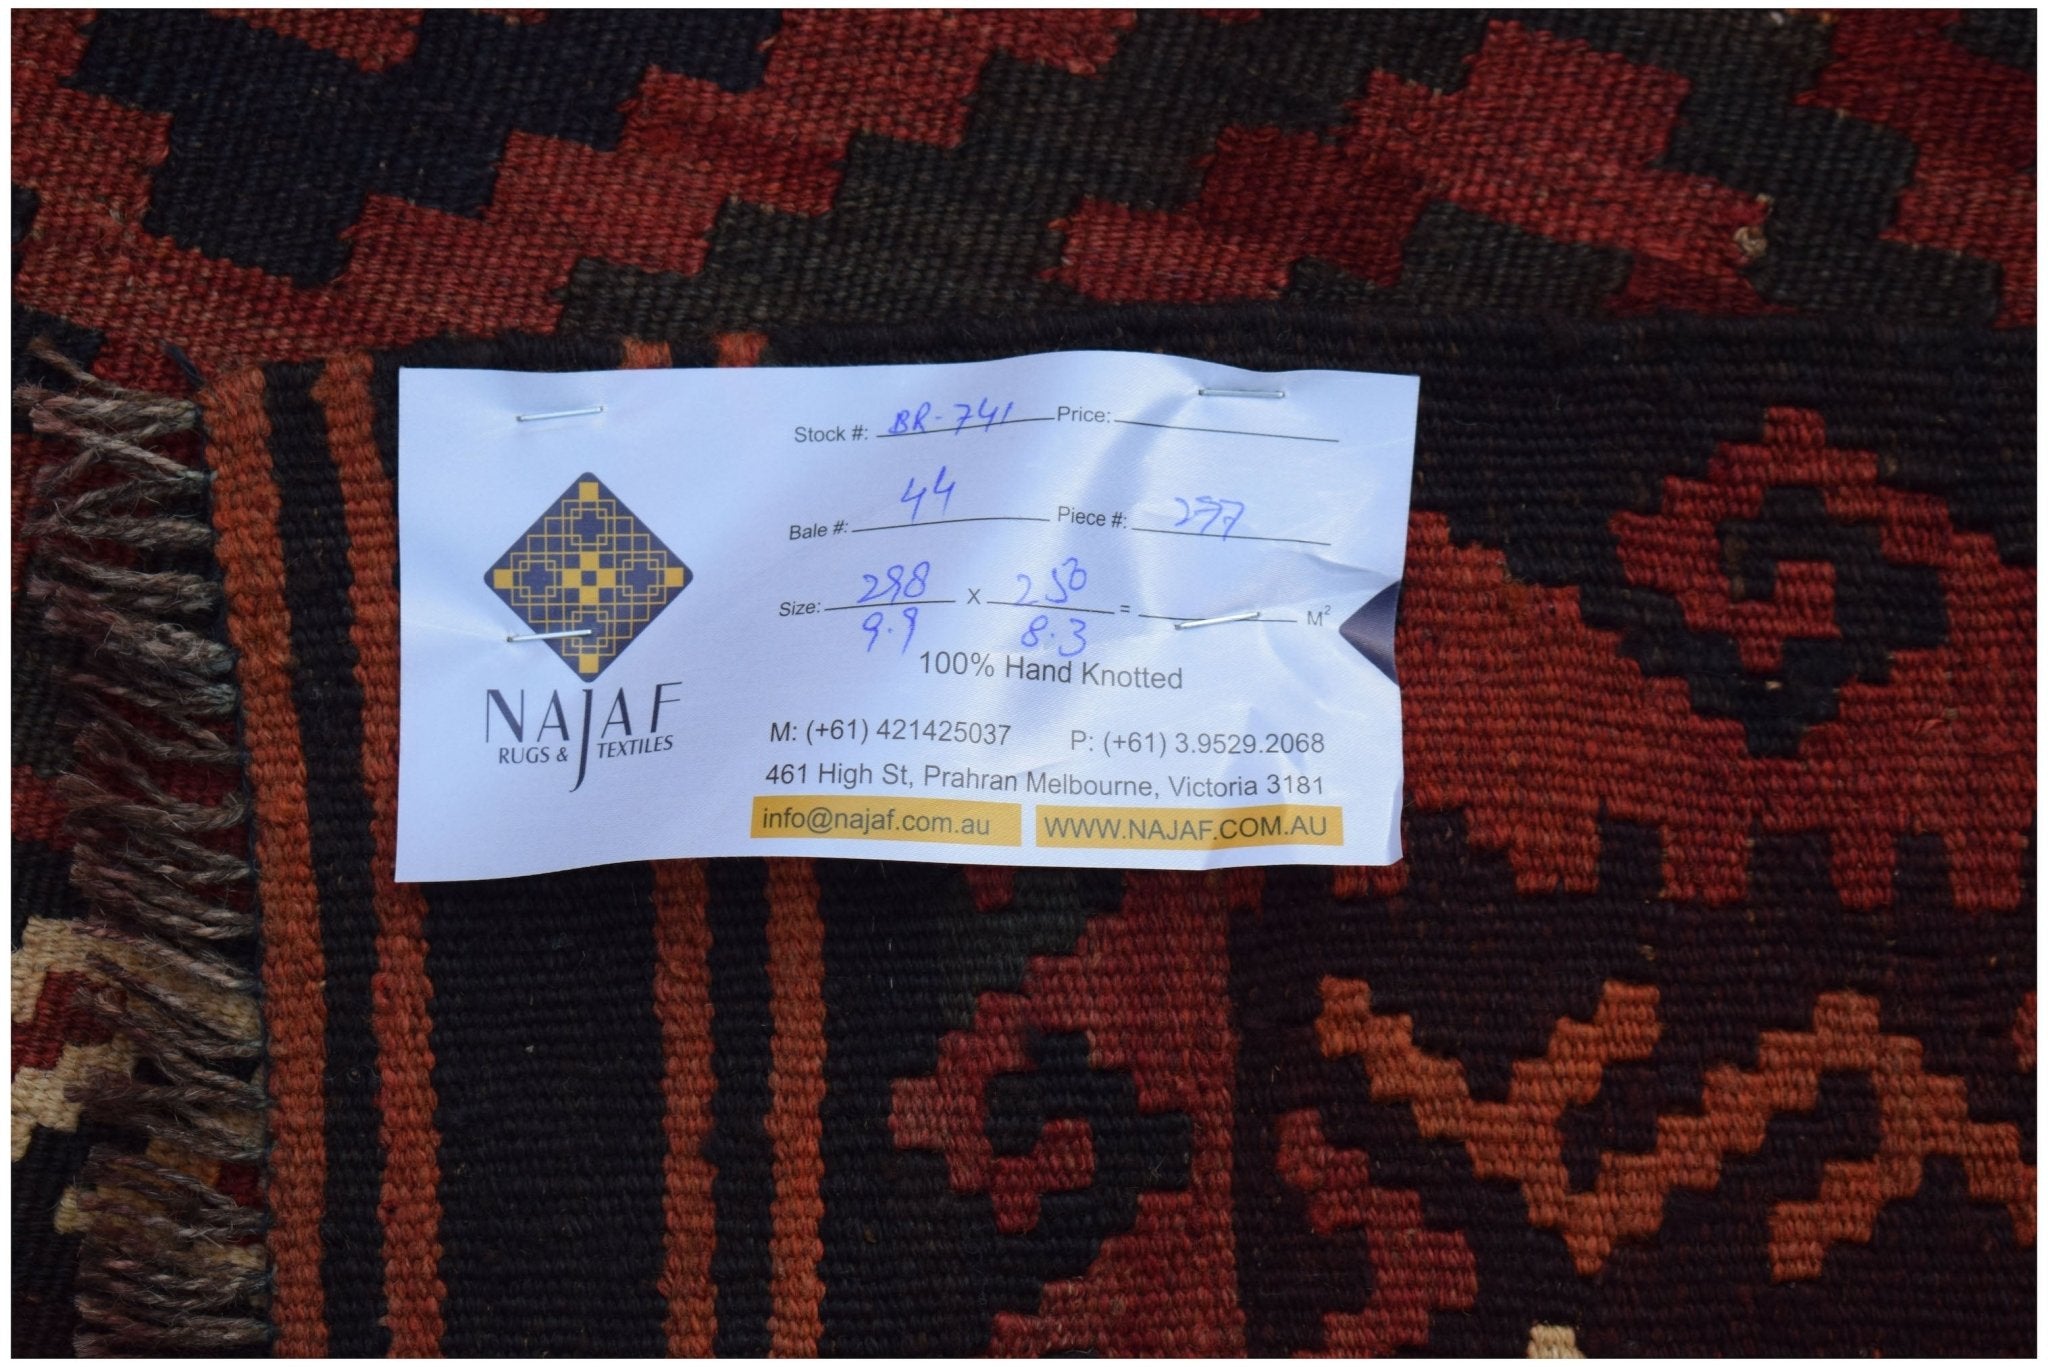 Stock #: BR-741 Price:
Bale #: 44 Piece #: 297
Size: 298 X 250 = M²
9.9 8.3
100% Hand Knotted
NAJAF
RUGS & TEXTILES
M: (+61) 421425037 P: (+61) 3.9529.2068
461 High St, Prahran Melbourne, Victoria 3181
info@najaf.com.au WWW.NAJAF.COM.AU